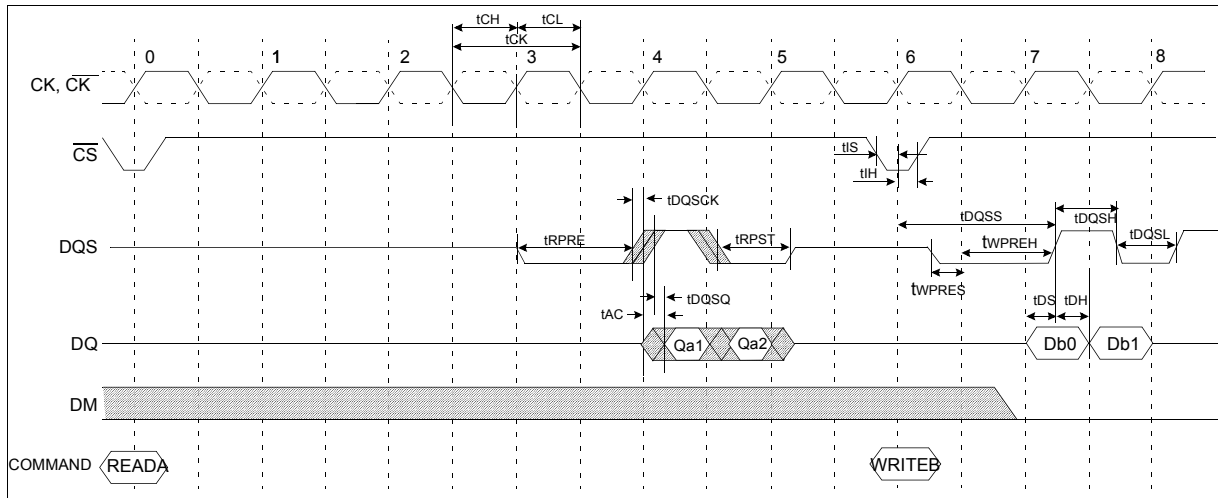 tCH tCL
tCK
0 1 2 3 4 5 6 7 8
CK, CK
CS
tIS
tIH
tDQSCK
tDQSS
tDQSH
tRPRE
tRPST
tDQSL
DQS
tWPREH
tWPRES
tDQSQ
tAC
tDS tDH
DQ
Qa1 Qa2 Db0 Db1
DM
COMMAND READA WRITEB